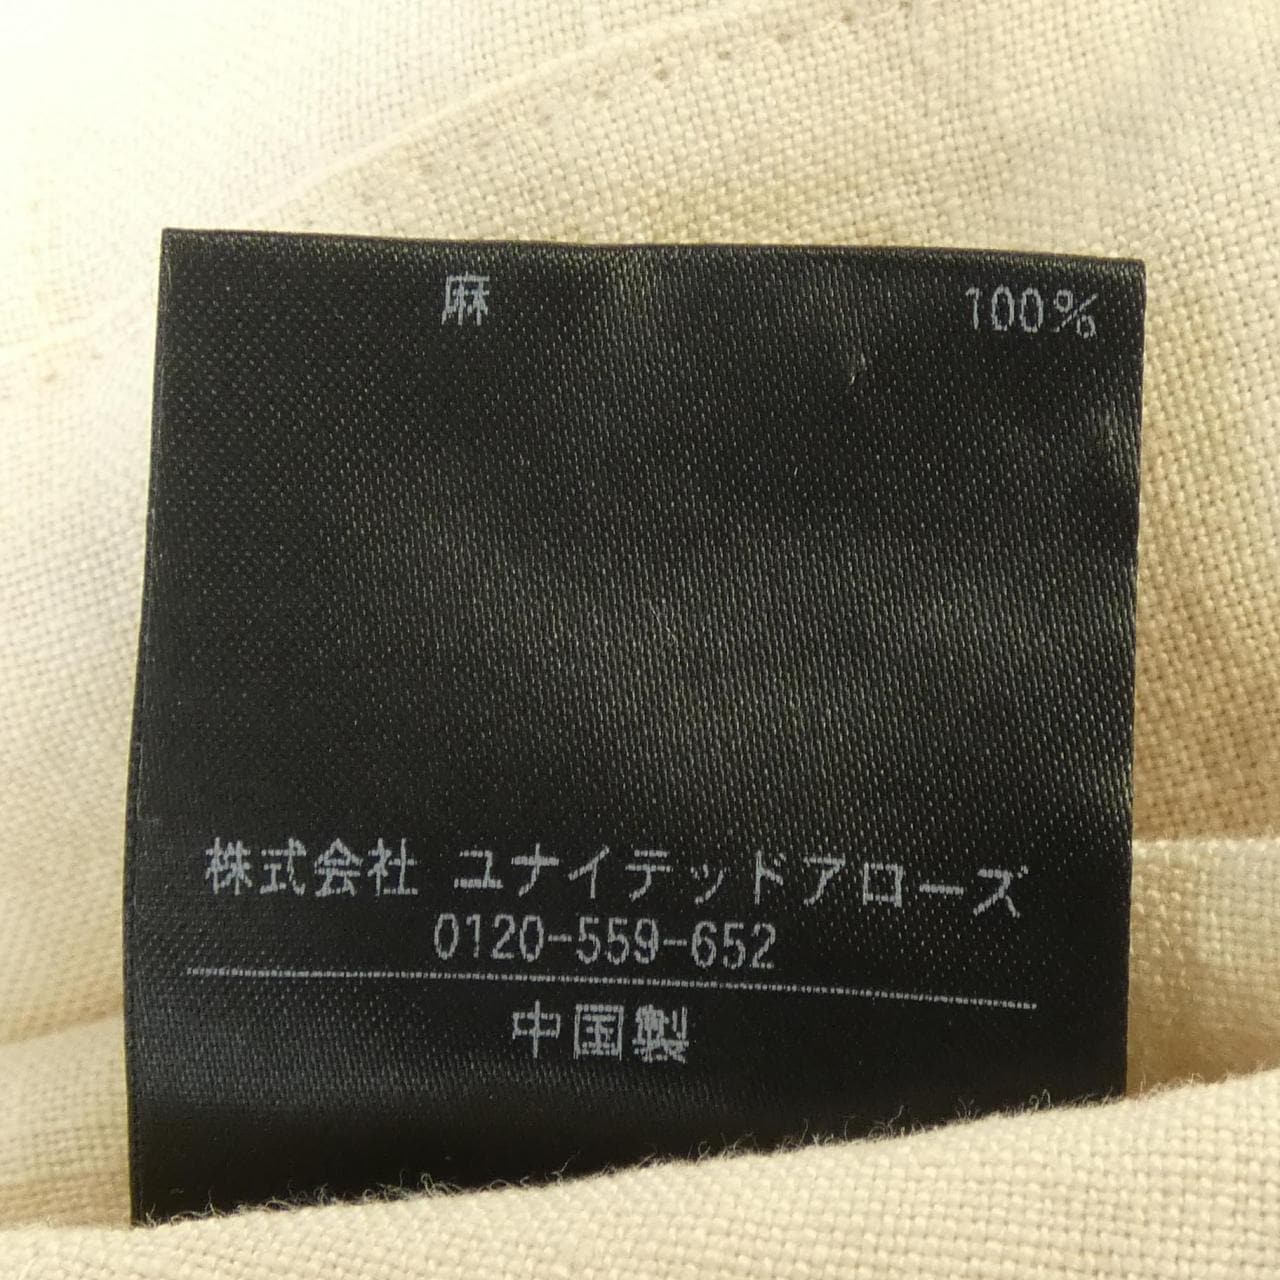 麻 100%
株式会社 ユナイテッドアローズ
0120-559-652
中国製